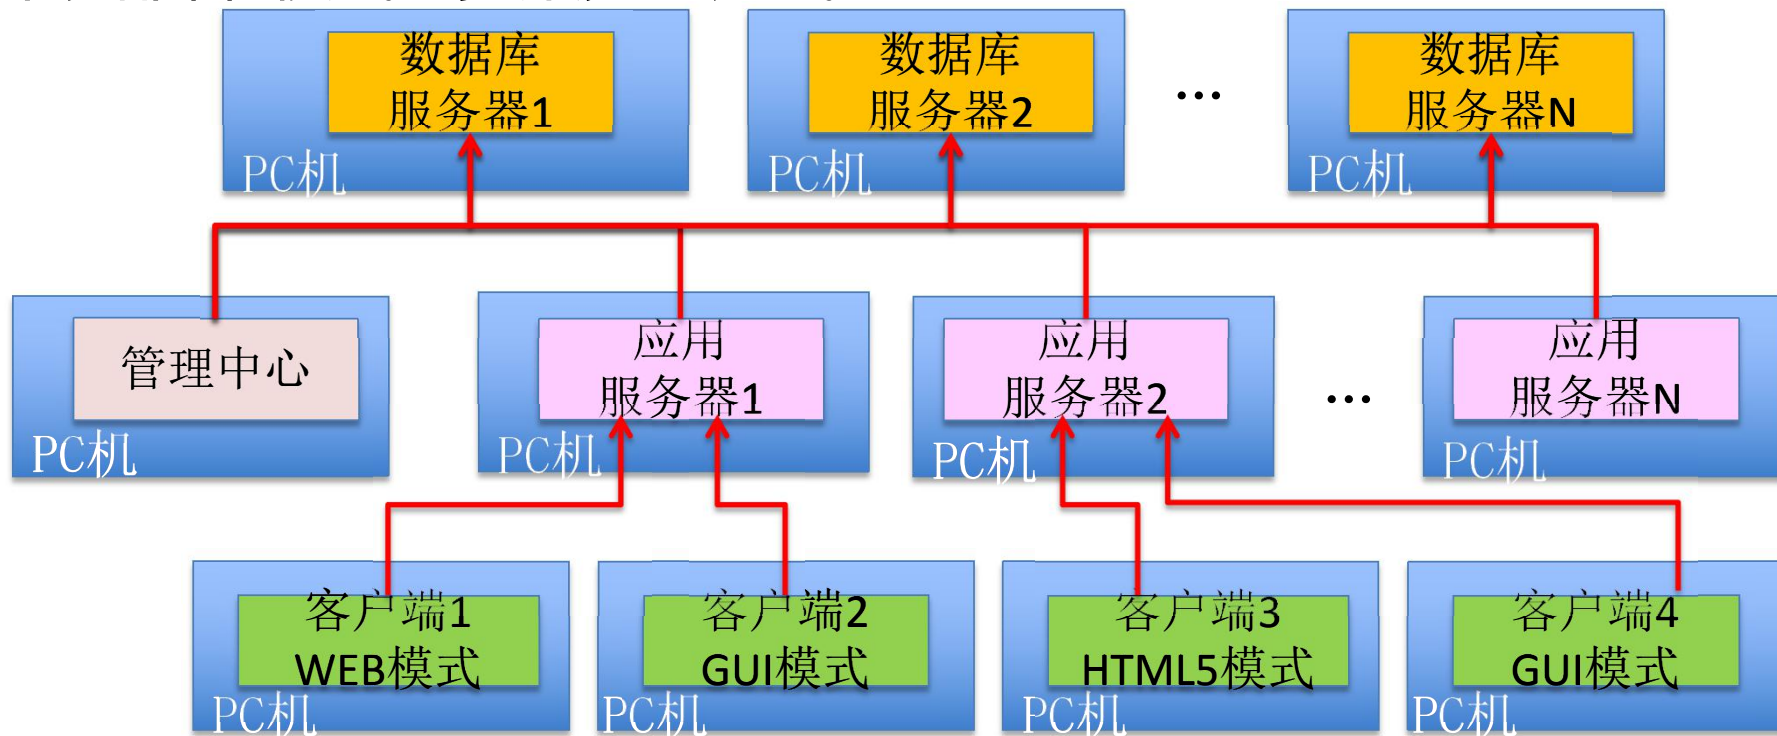 数据库
服务器1
PC机
数据库
服务器2
PC机
...
数据库
服务器N
PC机
管理中心
PC机
应用
服务器1
PC机
应用
服务器2
PC机
...
应用
服务器N
PC机
客户端1
WEB模式
PC机
客户端2
GUI模式
PC机
客户端3
HTML5模式
PC机
客户端4
GUI模式
PC机